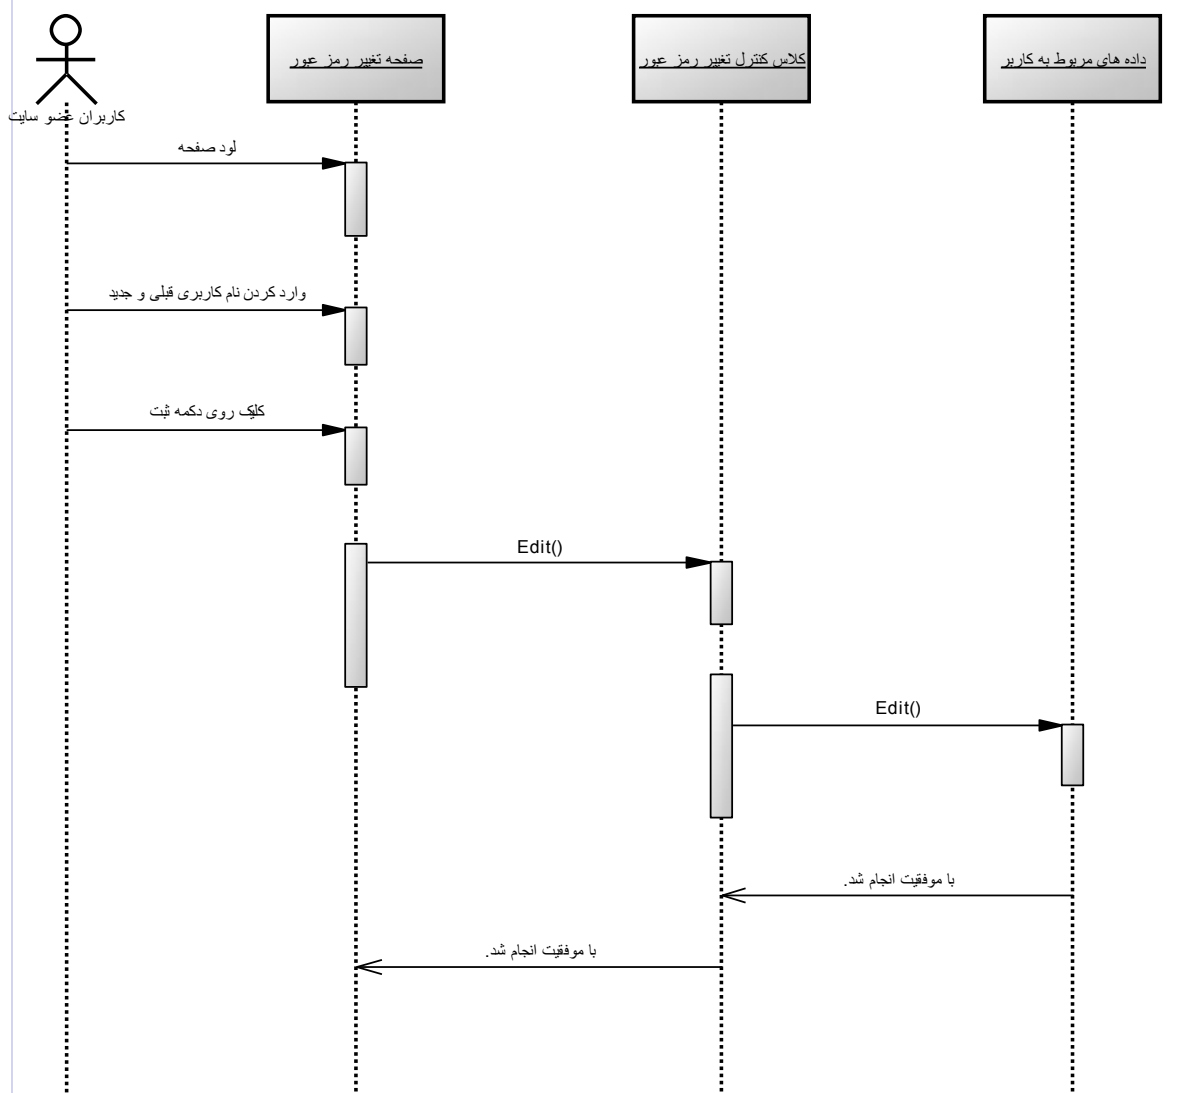 صفحه تغییر رمز عبور
کلاس کنترل تغییر رمز عبور
داده های مربوط به کاربر
کاربران عضو سایت
لود صفحه
وارد کردن نام کاربری قبلی و جدید
کلیک روی دکمه ثبت
Edit()
Edit()
با موفقیت انجام شد.
با موفقیت انجام شد.